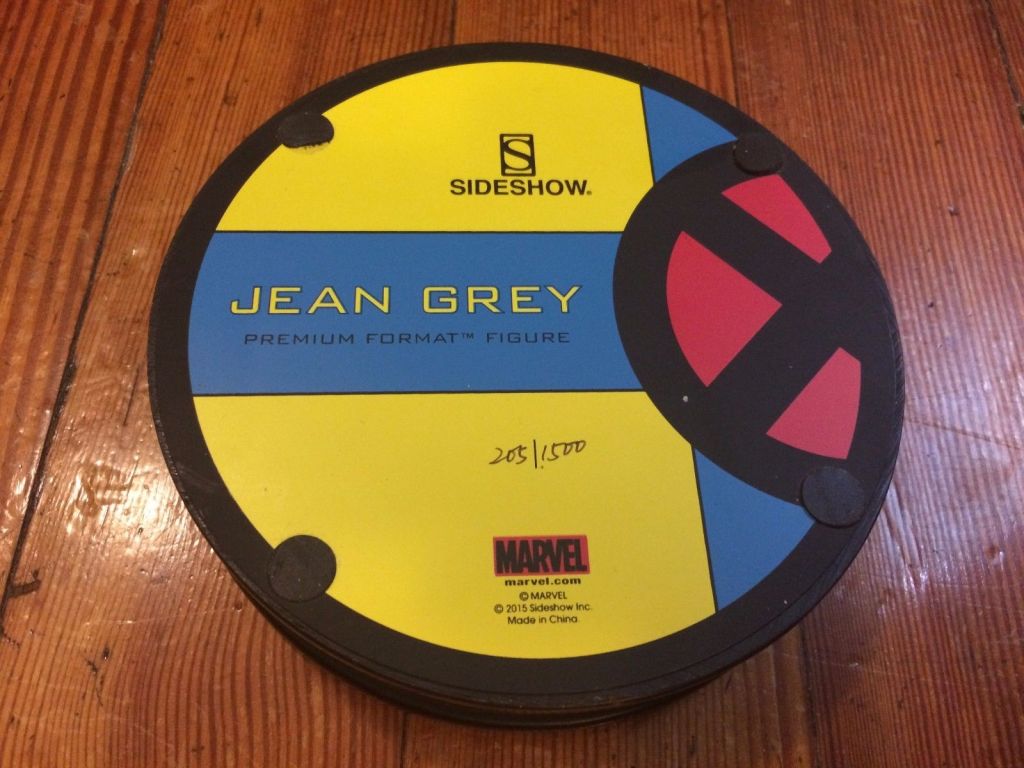 S
SIDESHOW®
JEAN GREY
PREMIUM FORMAT™ FIGURE
205/1500
MARVEL
marvel.com
© MARVEL
© 2015 Sideshow Inc.
Made in China.